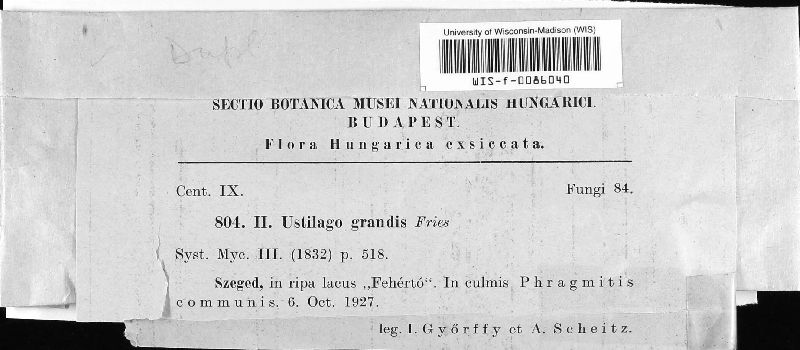 Dupl
University of Wisconsin-Madison (WIS)
WIS-f-0086040
SECTIO BOTANICA MUSEI NATIONALIS HUNGARICI.
BUDAPEST.
Flora Hungarica exsiccata.
Cent. IX.
Fungi 84.
804. II. Ustilago grandis Fries
Syst. Myc. III. (1832) p. 518.
Szeged, in ripa lacus „Fehértó“. In culmis Phragmitis
communis. 6. Oct. 1927.
leg. I. Győrffy et A. Scheitz.